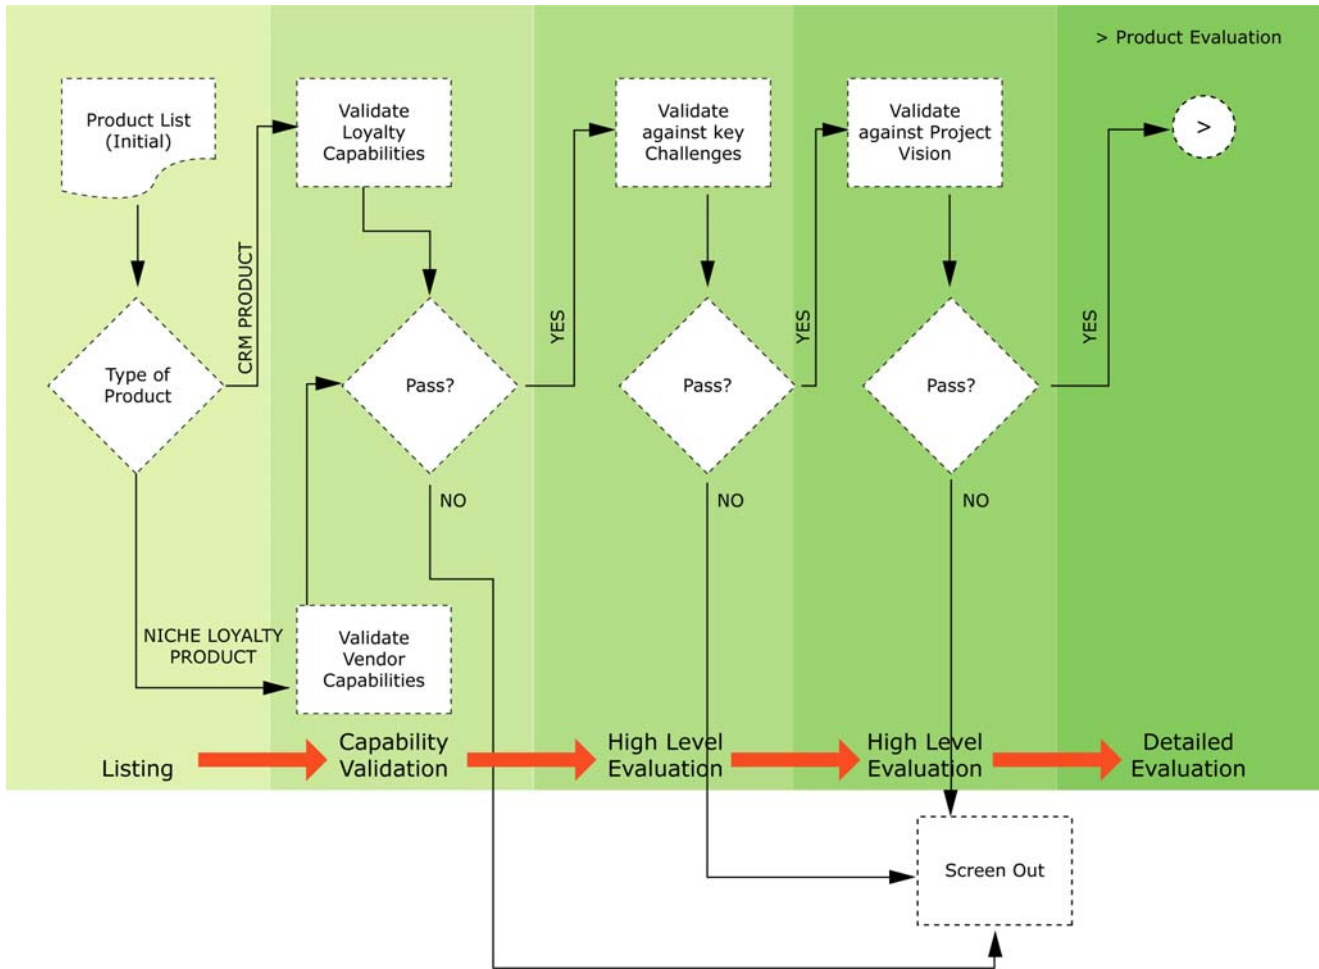 > Product Evaluation
Product List
(Initial)
Validate
Loyalty
Capabilities
Validate
against key
Challenges
Validate
against Project
Vision
>
CRM PRODUCT
YES
YES
YES
Type of
Product
Pass?
Pass?
Pass?
NO
NO
NO
NICHE LOYALTY
PRODUCT
Validate
Vendor
Capabilities
Listing
Capability
Validation
High Level
Evaluation
High Level
Evaluation
Detailed
Evaluation
Screen Out